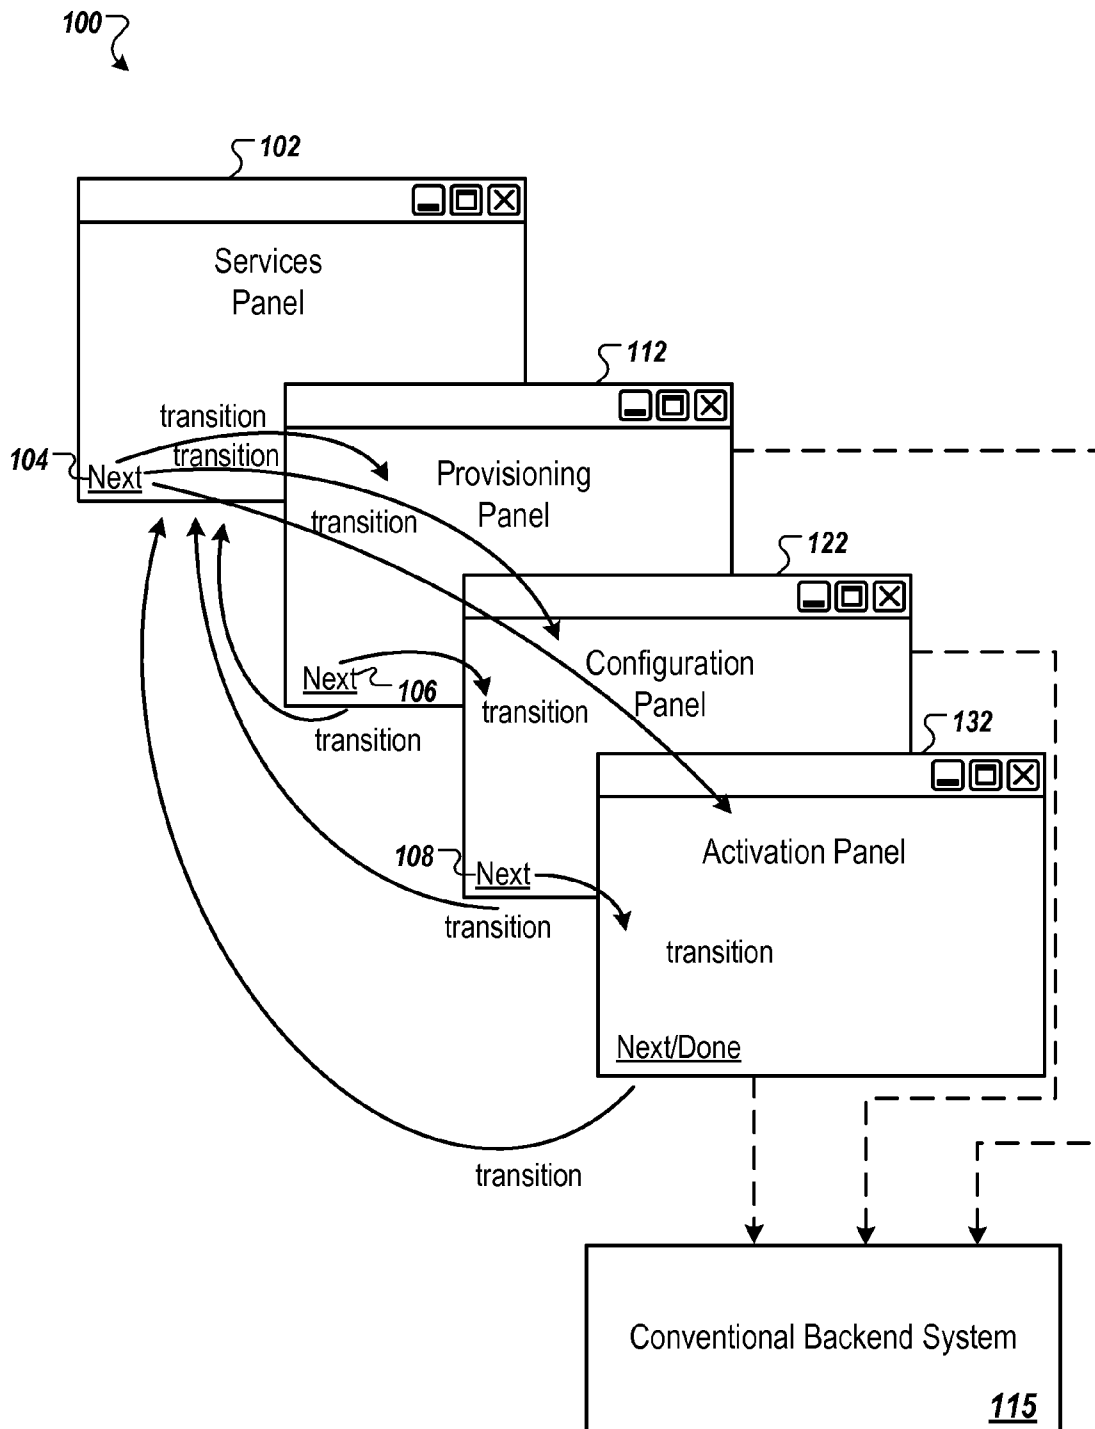 100
102
Services
Panel
112
transition
transition
104
Next
Provisioning
Panel
transition
122
Configuration
Panel
Next
106
transition
132
transition
Activation Panel
108
Next
transition
transition
Next/Done
transition
Conventional Backend System
115